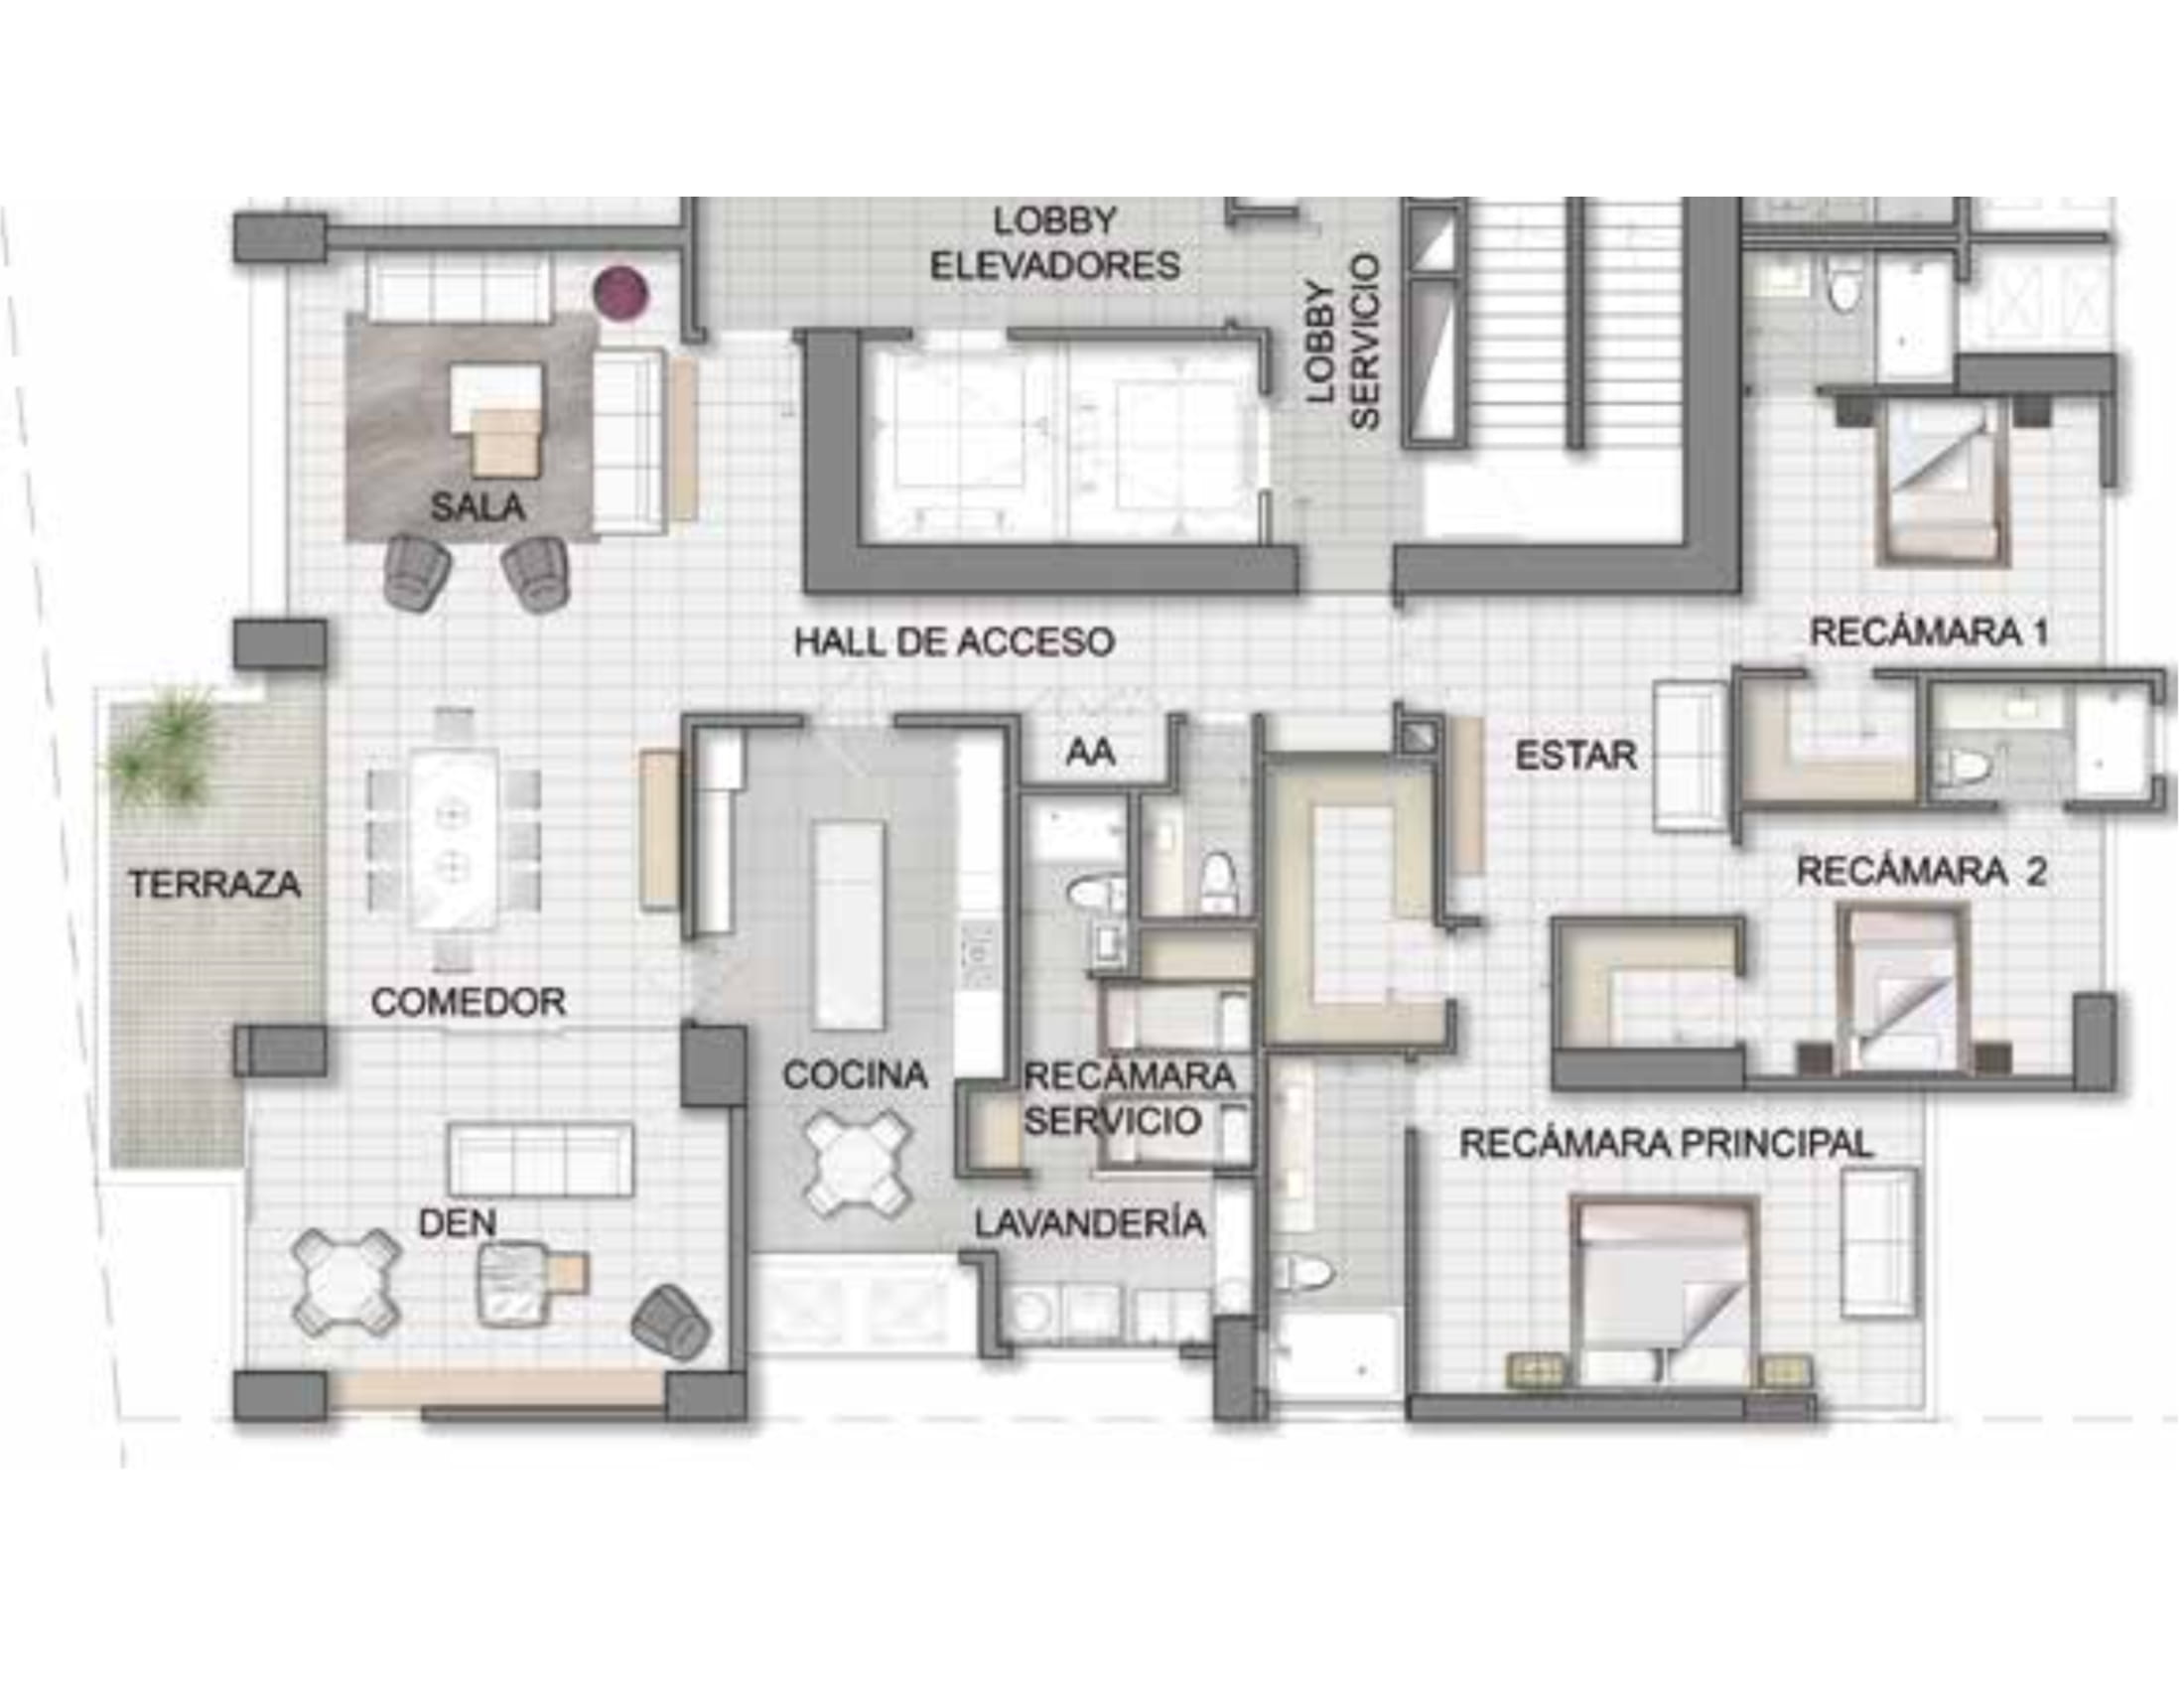 LOBBY
ELEVADORES
LOBBY
SERVICIO
SALA
HALL DE ACCESO
RECÁMARA 1
AA
ESTAR
TERRAZA
RECÁMARA 2
COMEDOR
COCINA
RECÁMARA
SERVICIO
RECÁMARA PRINCIPAL
DEN
LAVANDERÍA